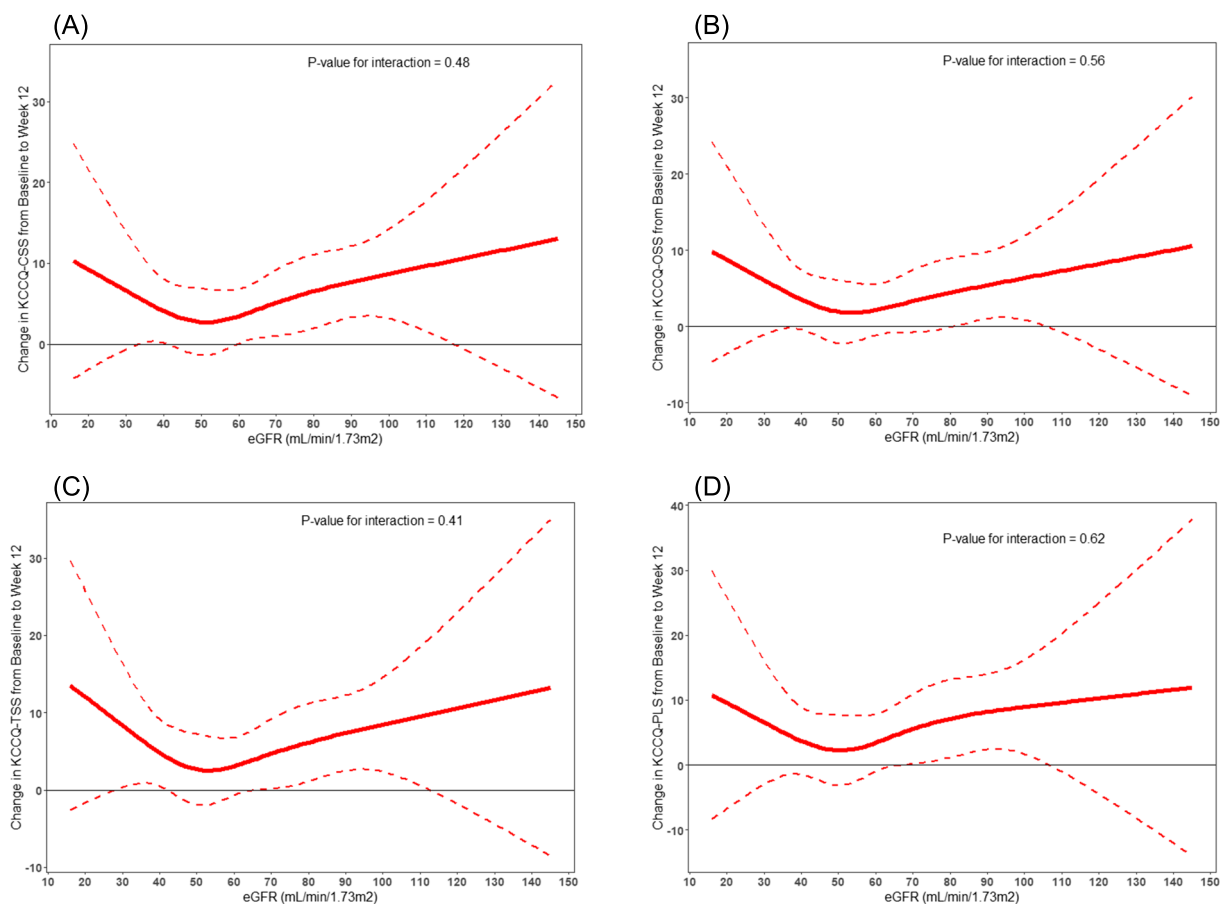 (A)
P-value for interaction = 0.48
Change in KCCQ-CSS from Baseline to Week 12
30
20
10
0
10 20 30 40 50 60 70 80 90 100 110 120 130 140 150
eGFR (mL/min/1.73m2)
(B)
P-value for interaction = 0.56
Change in KCCQ-OSS from Baseline to Week 12
30
20
10
0
-10
10 20 30 40 50 60 70 80 90 100 110 120 130 140 150
eGFR (mL/min/1.73m2)
(C)
P-value for interaction = 0.41
Change in KCCQ-TSS from Baseline to Week 12
30
20
10
0
-10
10 20 30 40 50 60 70 80 90 100 110 120 130 140 150
eGFR (mL/min/1.73m2)
(D)
P-value for interaction = 0.62
Change in KCCQ-PLS from Baseline to Week 12
40
30
20
10
0
-10
10 20 30 40 50 60 70 80 90 100 110 120 130 140 150
eGFR (mL/min/1.73m2)